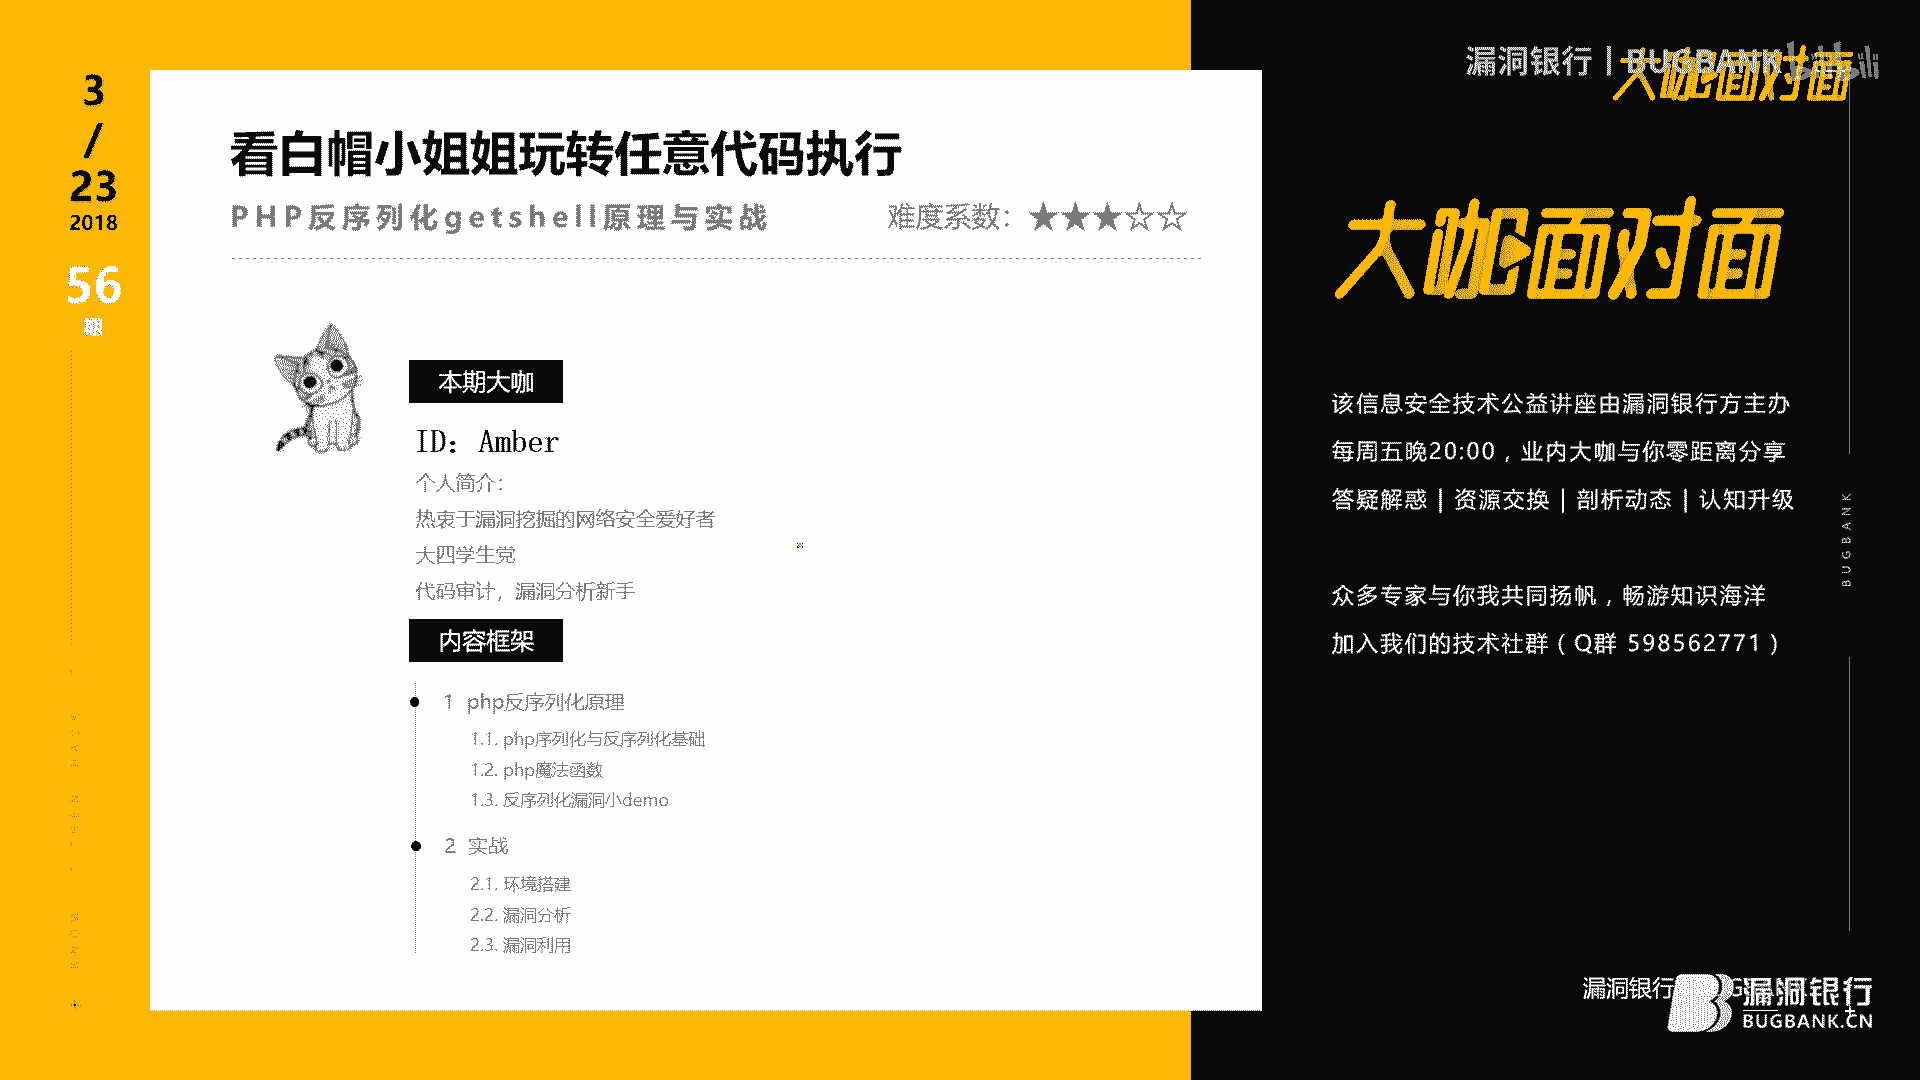 3
/
23
2018
56
期
看白帽小姐姐玩转任意代码执行
PHP反序列化getshell原理与实战
难度系数：★★★☆☆
本期大咖
ID：Amber
个人简介：
热衷于漏洞挖掘的网络安全爱好者
大四学生党
代码审计，漏洞分析新手
内容框架
1 php反序列化原理
1.1. php序列化与反序列化基础
1.2. php魔法函数
1.3. 反序列化漏洞小demo
2 实战
2.1. 环境搭建
2.2. 漏洞分析
2.3. 漏洞利用
漏洞银行 | BUGBANK
大咖面对面
bilibili
大咖面对面
该信息安全技术公益讲座由漏洞银行方主办
每周五晚20:00，业内大咖与你零距离分享
答疑解惑 | 资源交换 | 剖析动态 | 认知升级
众多专家与你我共同扬帆，畅游知识海洋
加入我们的技术社群（Q群 598562771）
BUGBANK
漏洞银行
漏洞银行
BUGBANK.CN